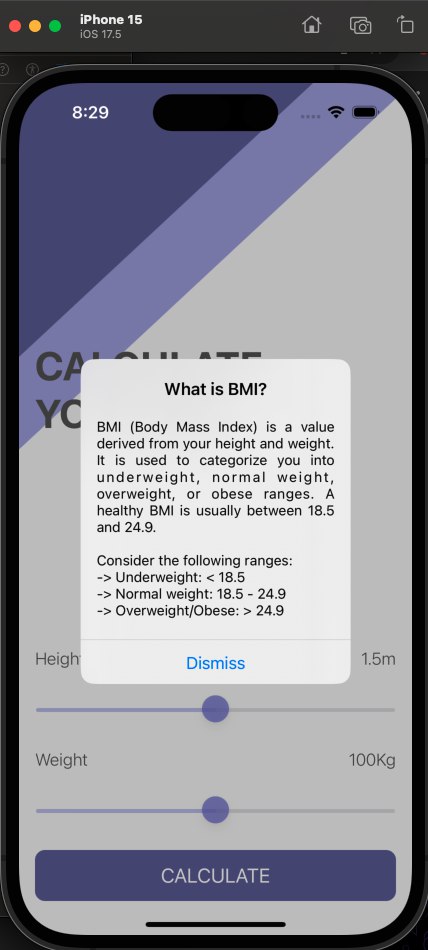 iPhone 15
iOS 17.5
8:29
CALCULATE
YO
What is BMI?
BMI (Body Mass Index) is a value
derived from your height and weight.
It is used to categorize you into
underweight, normal weight,
overweight, or obese ranges. A
healthy BMI is usually between 18.5
and 24.9.
Consider the following ranges:
-> Underweight: < 18.5
-> Normal weight: 18.5 - 24.9
-> Overweight/Obese: > 24.9
Dismiss
Height
1.5m
Weight
100Kg
CALCULATE